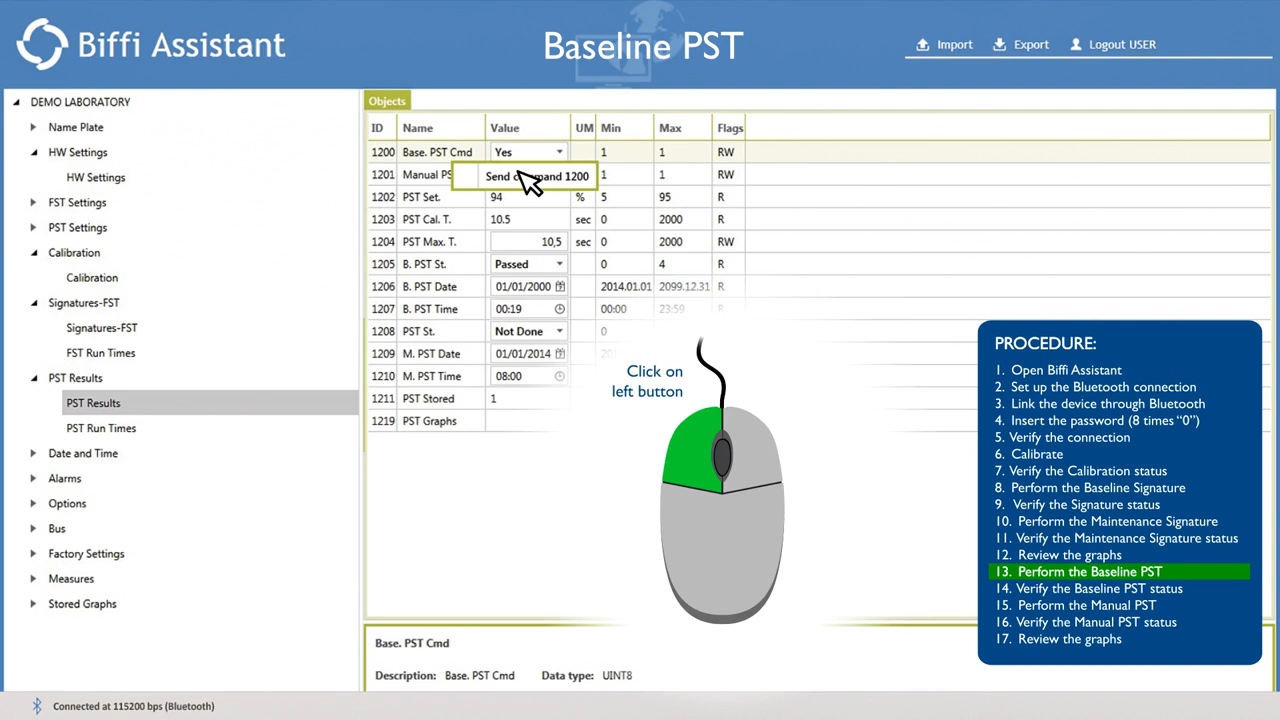 Biffi Assistant
Baseline PST
Import Export Logout USER
DEMO LABORATORY
Name Plate
HW Settings
HW Settings
FST Settings
PST Settings
Calibration
Calibration
Signatures-FST
Signatures-FST
FST Run Times
PST Results
PST Results
PST Run Times
Date and Time
Alarms
Options
Bus
Factory Settings
Measures
Stored Graphs
Objects
ID Name Value UM Min Max Flags
1200 Base. PST Cmd Yes 1 1 RW
1201 Manual PS 1 1 RW
Send command 1200
1202 PST Set. 94 % 5 95 R
1203 PST Cal. T. 10.5 sec 0 2000 R
1204 PST Max. T. 10,5 sec 0 2000 RW
1205 B. PST St. Passed 0 4 R
1206 B. PST Date 01/01/2000 2014.01.01 2099.12.31 R
1207 B. PST Time 00:19 00:00 23:59 R
1208 PST St. Not Done 0
1209 M. PST Date 01/01/2014
1210 M. PST Time 08:00
1211 PST Stored 1
1219 PST Graphs
Click on
left button
PROCEDURE:
1. Open Biffi Assistant
2. Set up the Bluetooth connection
3. Link the device through Bluetooth
4. Insert the password (8 times “0”)
5. Verify the connection
6. Calibrate
7. Verify the Calibration status
8. Perform the Baseline Signature
9. Verify the Signature status
10. Perform the Maintenance Signature
11. Verify the Maintenance Signature status
12. Review the graphs
13. Perform the Baseline PST
14. Verify the Baseline PST status
15. Perform the Manual PST
16. Verify the Manual PST status
17. Review the graphs
Base. PST Cmd
Description: Base. PST Cmd Data type: UINT8
Connected at 115200 bps (Bluetooth)